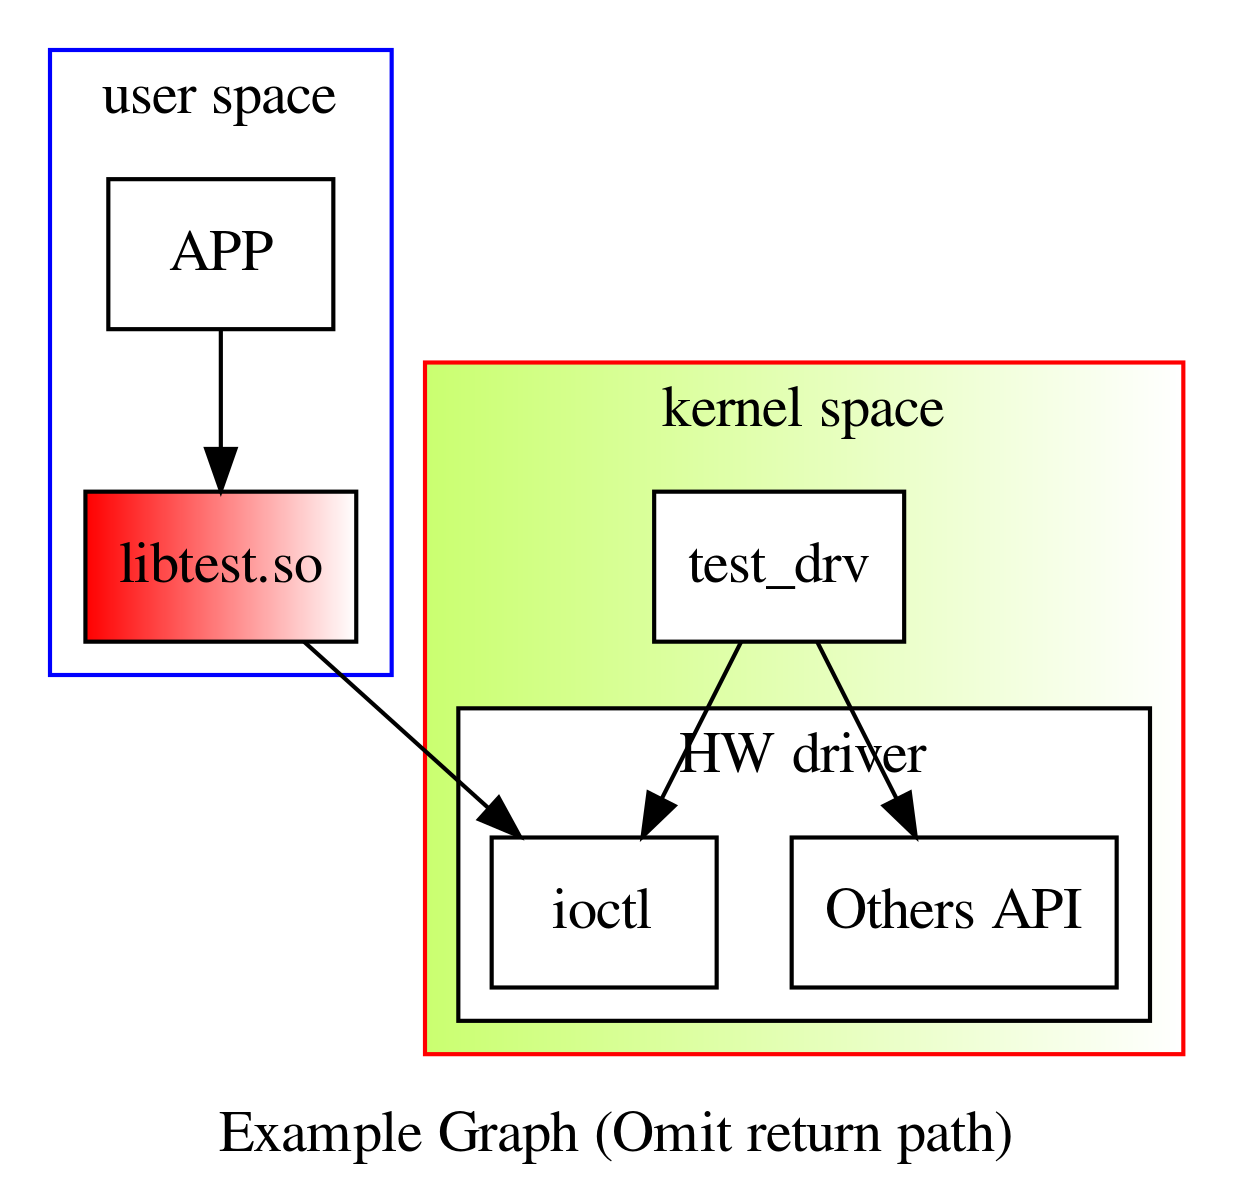 user space
APP
libtest.so
kernel space
test_drv
HW driver
ioctl
Others API
Example Graph (Omit return path)